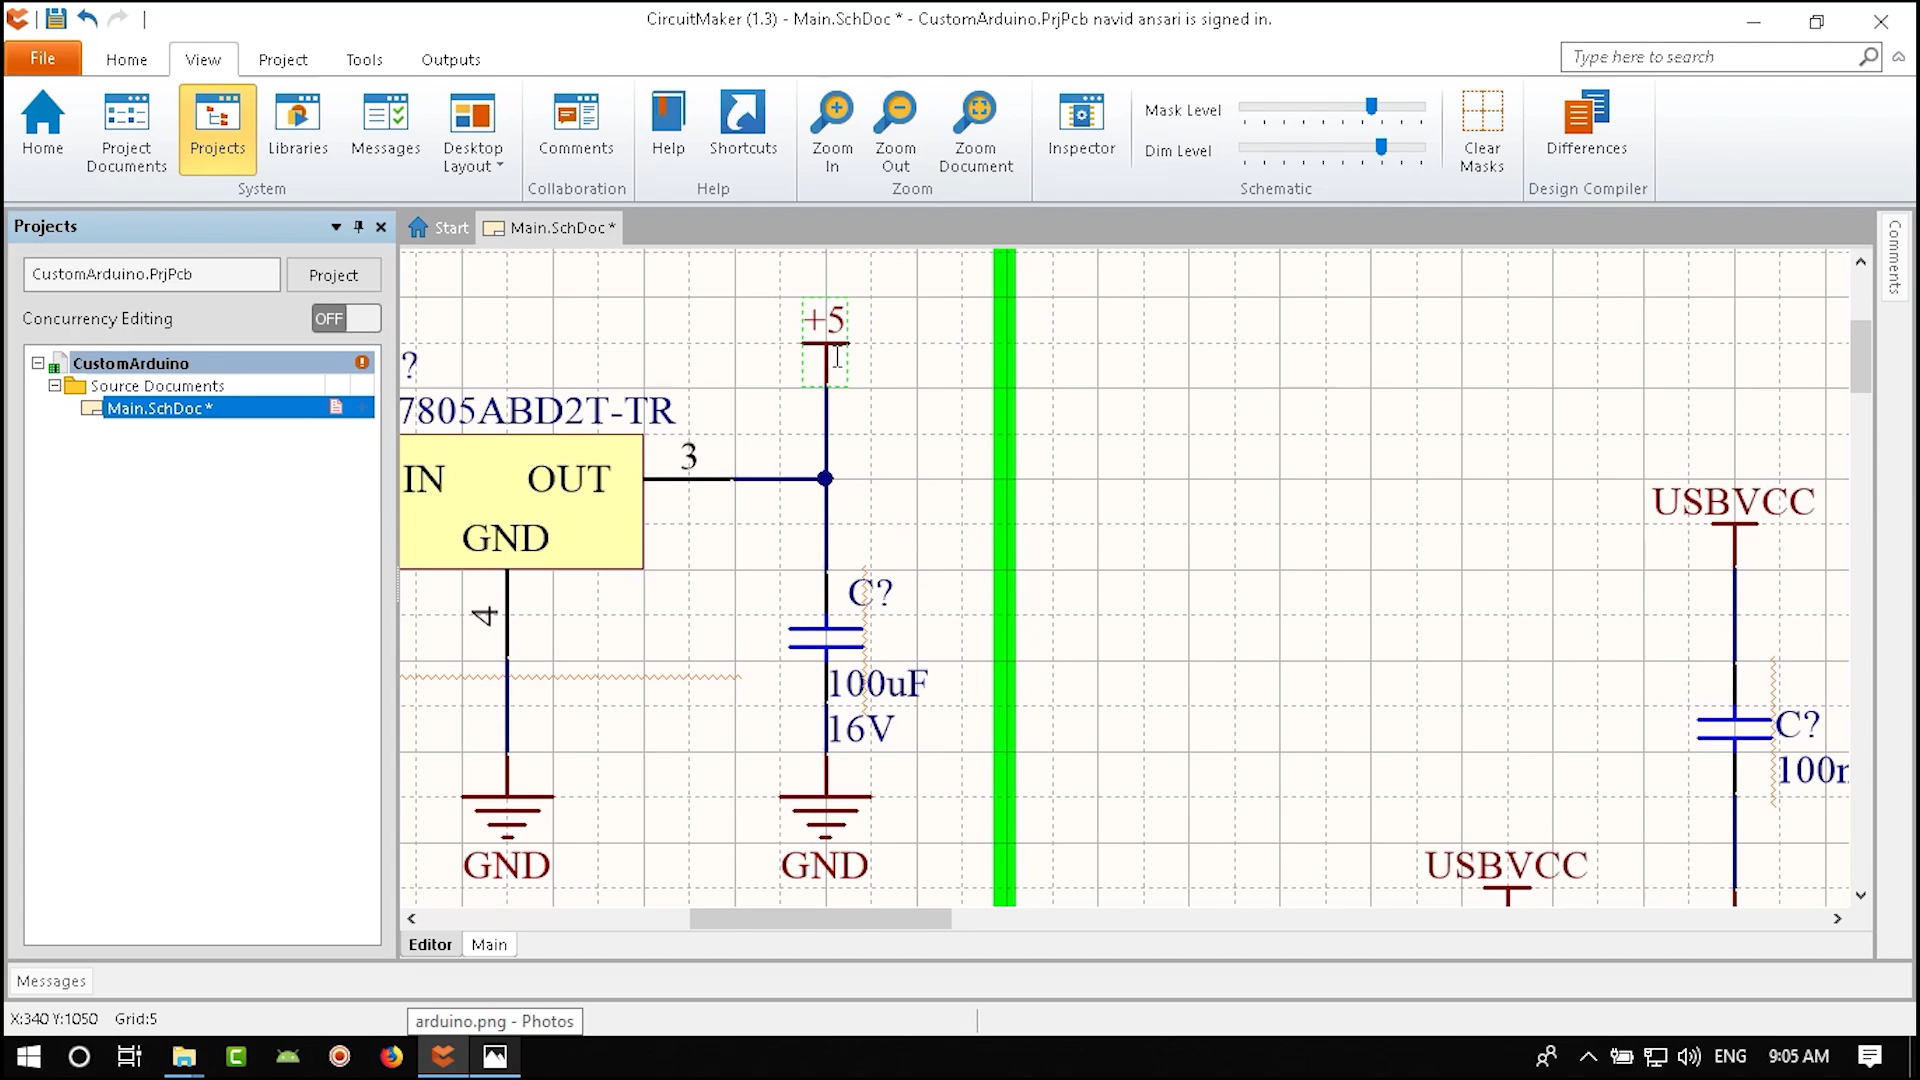 CircuitMaker (1.3) - Main.SchDoc * - CustomArduino.PrjPcb navid ansari is signed in.
File Home View Project Tools Outputs
Type here to search
Home
Project Documents
Projects
Libraries
Messages
Desktop Layout
System
Comments
Collaboration
Help
Shortcuts
Help
Zoom In
Zoom Out
Zoom Document
Zoom
Inspector
Mask Level
Dim Level
Clear Masks
Schematic
Differences
Design Compiler
Projects
CustomArduino.PrjPcb
Project
Concurrency Editing
OFF
CustomArduino
Source Documents
Main.SchDoc *
Start
Main.SchDoc *
Comments
?
7805ABD2T-TR
IN
OUT
GND
3
4
+5
C?
100uF
16V
GND
GND
USBVCC
C?
100n
USBVCC
Editor
Main
Messages
X:340 Y:1050 Grid:5
arduino.png - Photos
ENG
9:05 AM